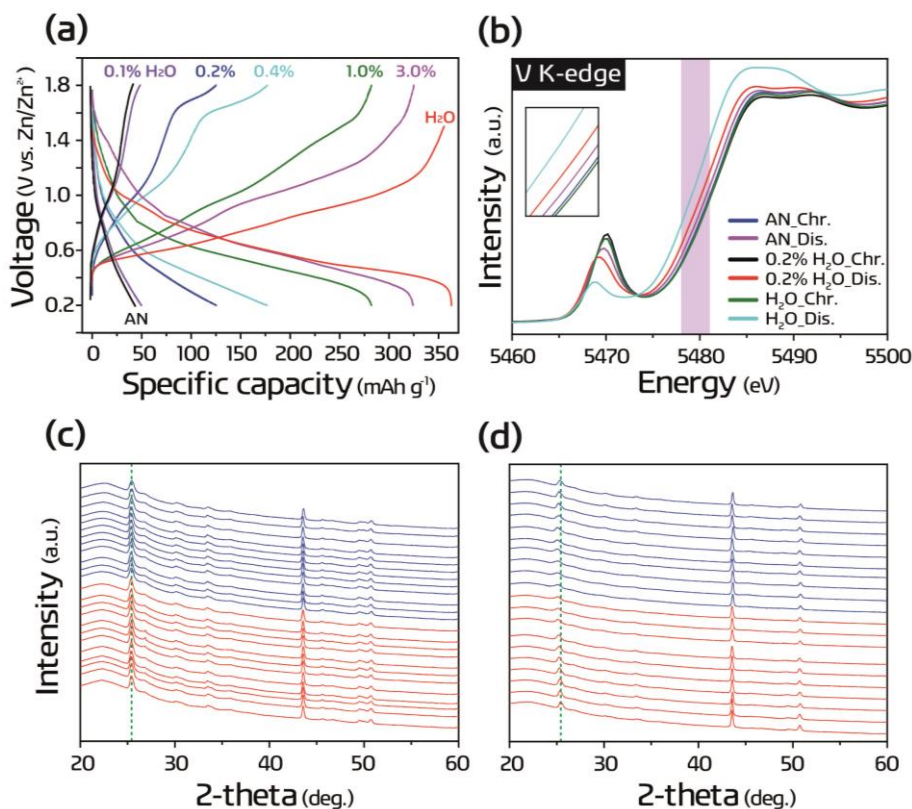 (a)
0.1% H₂O 0.2% 0.4% 1.0% 3.0%
H₂O
AN
1.8
1.4
1.0
0.6
0.2
Voltage (V vs. Zn/Zn²⁺)
0 50 100 150 200 250 300 350
Specific capacity (mAh g⁻¹)
(b)
V K-edge
AN_Chr.
AN_Dis.
0.2% H₂O_Chr.
0.2% H₂O_Dis.
H₂O_Chr.
H₂O_Dis.
Intensity (a.u.)
5460 5470 5480 5490 5500
Energy (eV)
(c)
Intensity (a.u.)
20 30 40 50 60
2-theta (deg.)
(d)
20 30 40 50 60
2-theta (deg.)